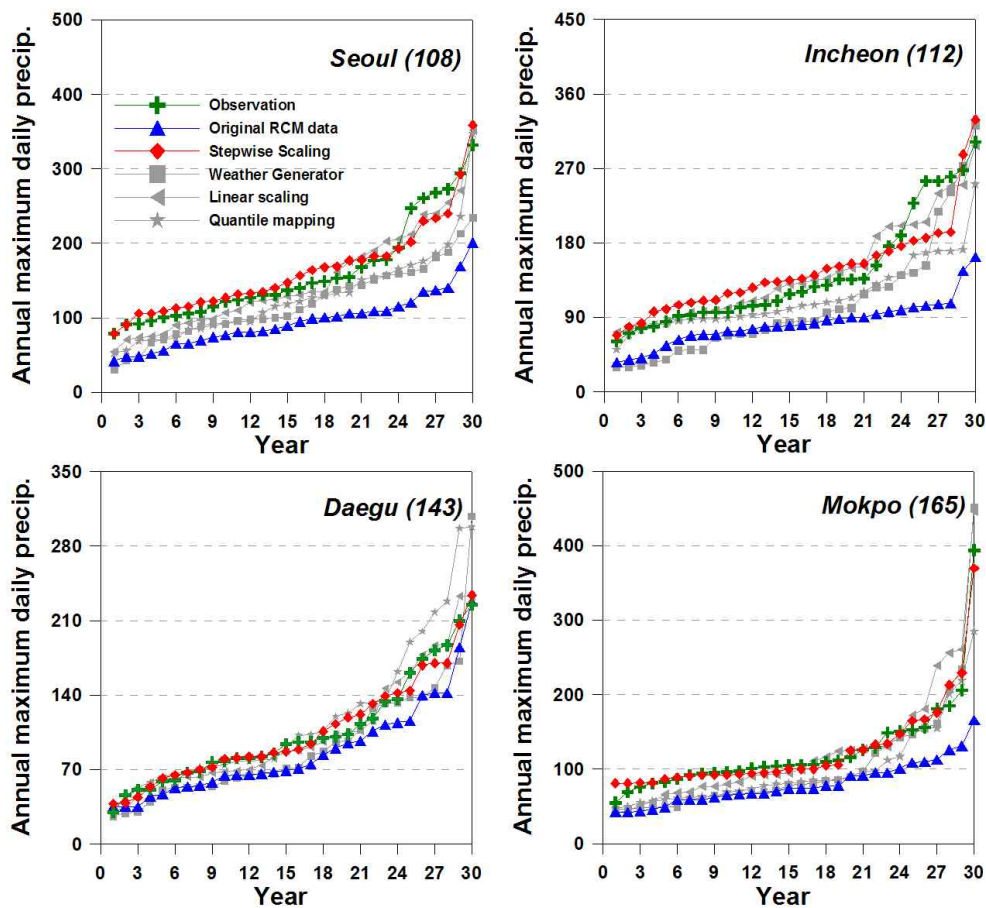 Seoul (108)
Annual maximum daily precip.
500
400
300
200
100
0
Observation
Original RCM data
Stepwise Scaling
Weather Generator
Linear scaling
Quantile mapping
0 3 6 9 12 15 18 21 24 27 30
Year
Incheon (112)
Annual maximum daily precip.
450
360
270
180
90
0
0 3 6 9 12 15 18 21 24 27 30
Year
Daegu (143)
Annual maximum daily precip.
350
280
210
140
70
0
0 3 6 9 12 15 18 21 24 27 30
Year
Mokpo (165)
Annual maximum daily precip.
500
400
300
200
100
0
0 3 6 9 12 15 18 21 24 27 30
Year